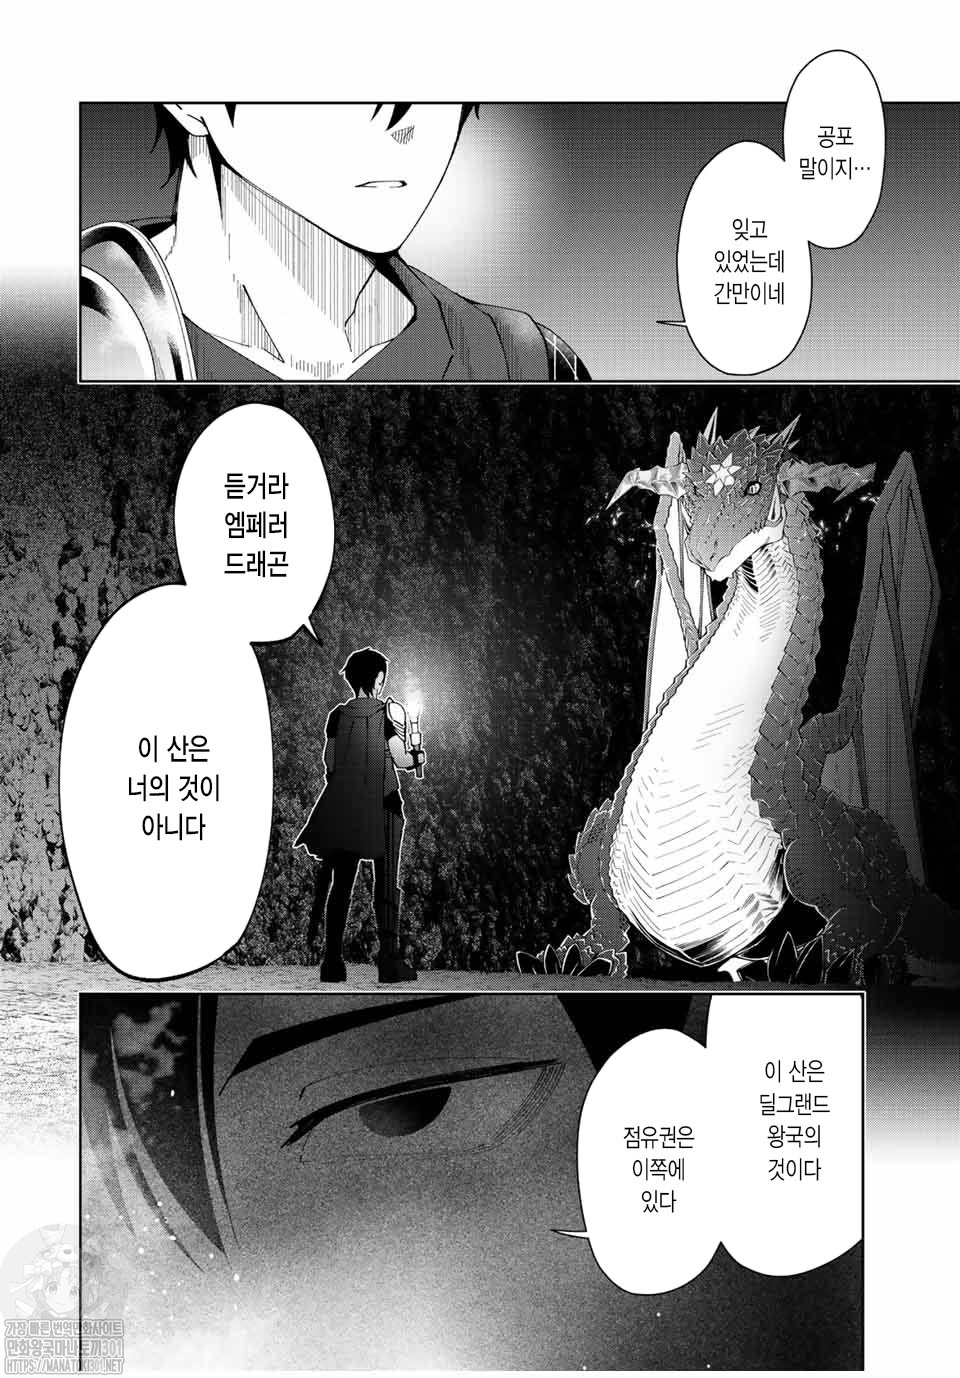 공포
말이지…
잊고
있었는데
간만이네
듣거라
엠페러
드래곤
이 산은
너의 것이
아니다
이 산은
딜그랜드
왕국의
것이다
점유권은
이쪽에
있다
가장 빠른 번역만화사이트
만화왕국마나토끼301
HTTPS://MANATOKI301.NET